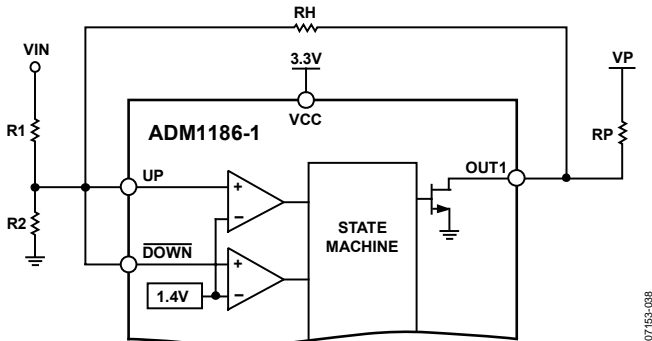 RH
VIN
3.3V
VP
VCC
R1
ADM1186-1
RP
UP
OUT1
+
−
R2
STATE
MACHINE
DOWN
+
1.4V
−
07153-038